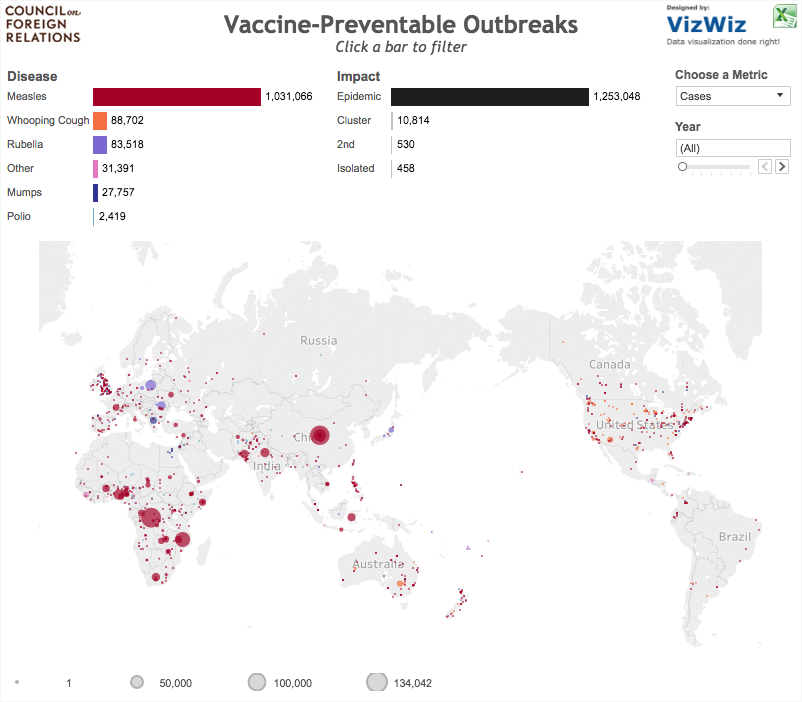 COUNCIL on
FOREIGN
RELATIONS
Vaccine-Preventable Outbreaks
Click a bar to filter
Designed by:
VizWiz
Data visualization done right!
Disease
Measles 1,031,066
Whooping Cough 88,702
Rubella 83,518
Other 31,391
Mumps 27,757
Polio 2,419
Impact
Epidemic 1,253,048
Cluster 10,814
2nd 530
Isolated 458
Choose a Metric
Cases
Year
(All)
Russia
Canada
United States
India
Brazil
Australia
1 50,000 100,000 134,042